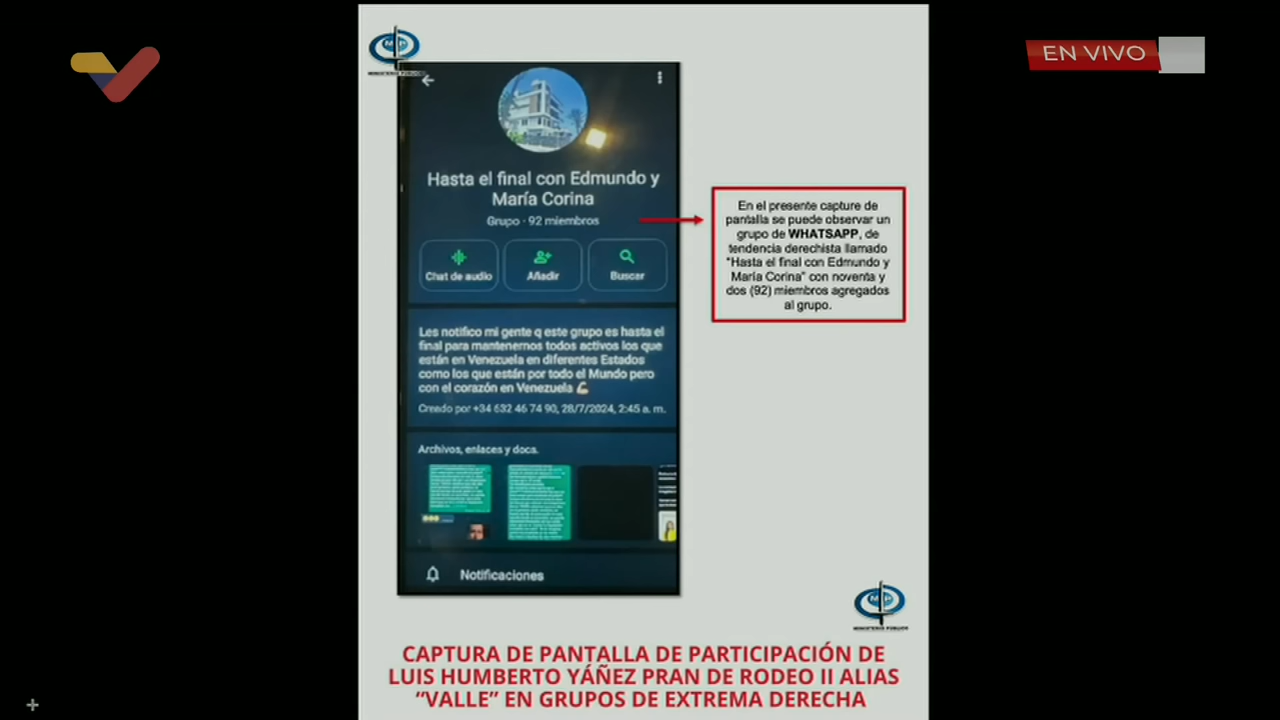 EN VIVO
MINISTERIO PÚBLICO
Hasta el final con Edmundo y
María Corina
Grupo · 92 miembros
Chat de audio
Añadir
Buscar
Les notifico mi gente q este grupo es hasta el
final para mantenernos todos activos los que
están en Venezuela en diferentes Estados
como los que están por todo el Mundo pero
con el corazón en Venezuela 💪🏻
Creado por +34 632 46 74 90, 28/7/2024, 2:45 a. m.
Archivos, enlaces y docs.
Notificaciones
En el presente capture de
pantalla se puede observar un
grupo de WHATSAPP, de
tendencia derechista llamado
"Hasta el final con Edmundo y
María Corina" con noventa y
dos (92) miembros agregados
al grupo.
MINISTERIO PÚBLICO
CAPTURA DE PANTALLA DE PARTICIPACIÓN DE
LUIS HUMBERTO YÁÑEZ PRAN DE RODEO II ALIAS
“VALLE” EN GRUPOS DE EXTREMA DERECHA